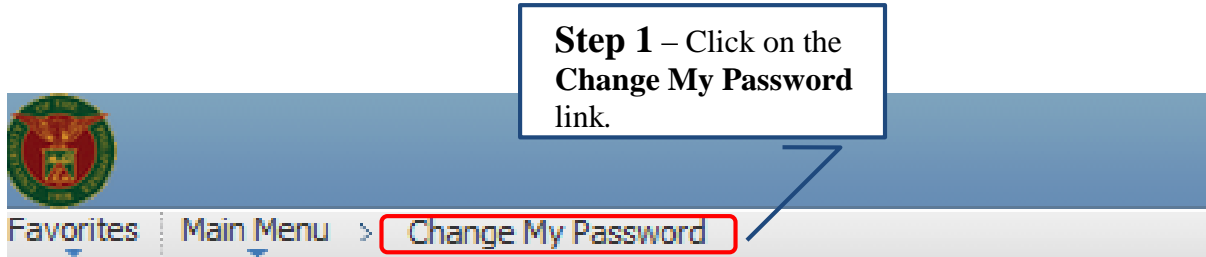 Step 1 – Click on the
Change My Password
link.
Favorites Main Menu > Change My Password